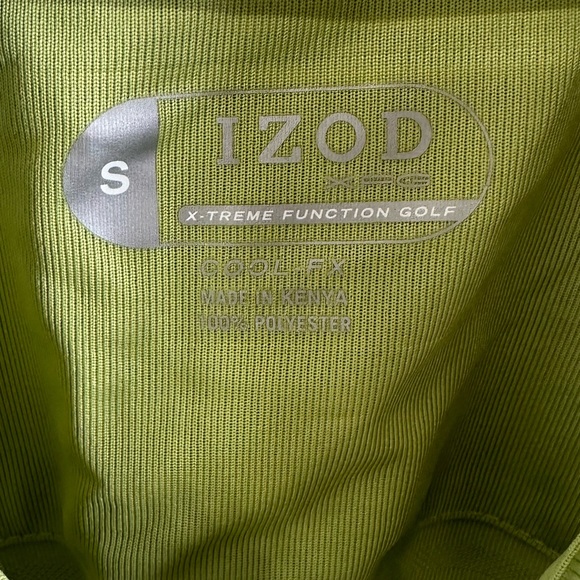 S
IZOD
XFG
X-TREME FUNCTION GOLF
COOL-FX
MADE IN KENYA
100% POLYESTER